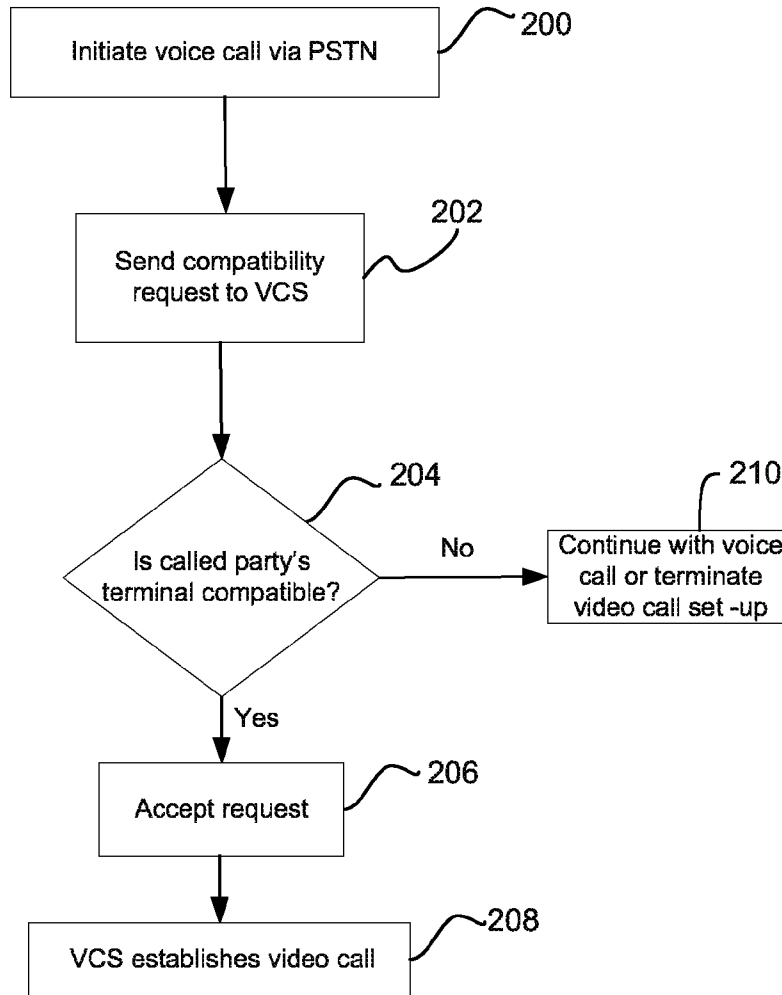 Initiate voice call via PSTN
200
Send compatibility
request to VCS
202
Is called party's
terminal compatible?
204
No
Continue with voice
call or terminate
video call set -up
210
Yes
Accept request
206
VCS establishes video call
208